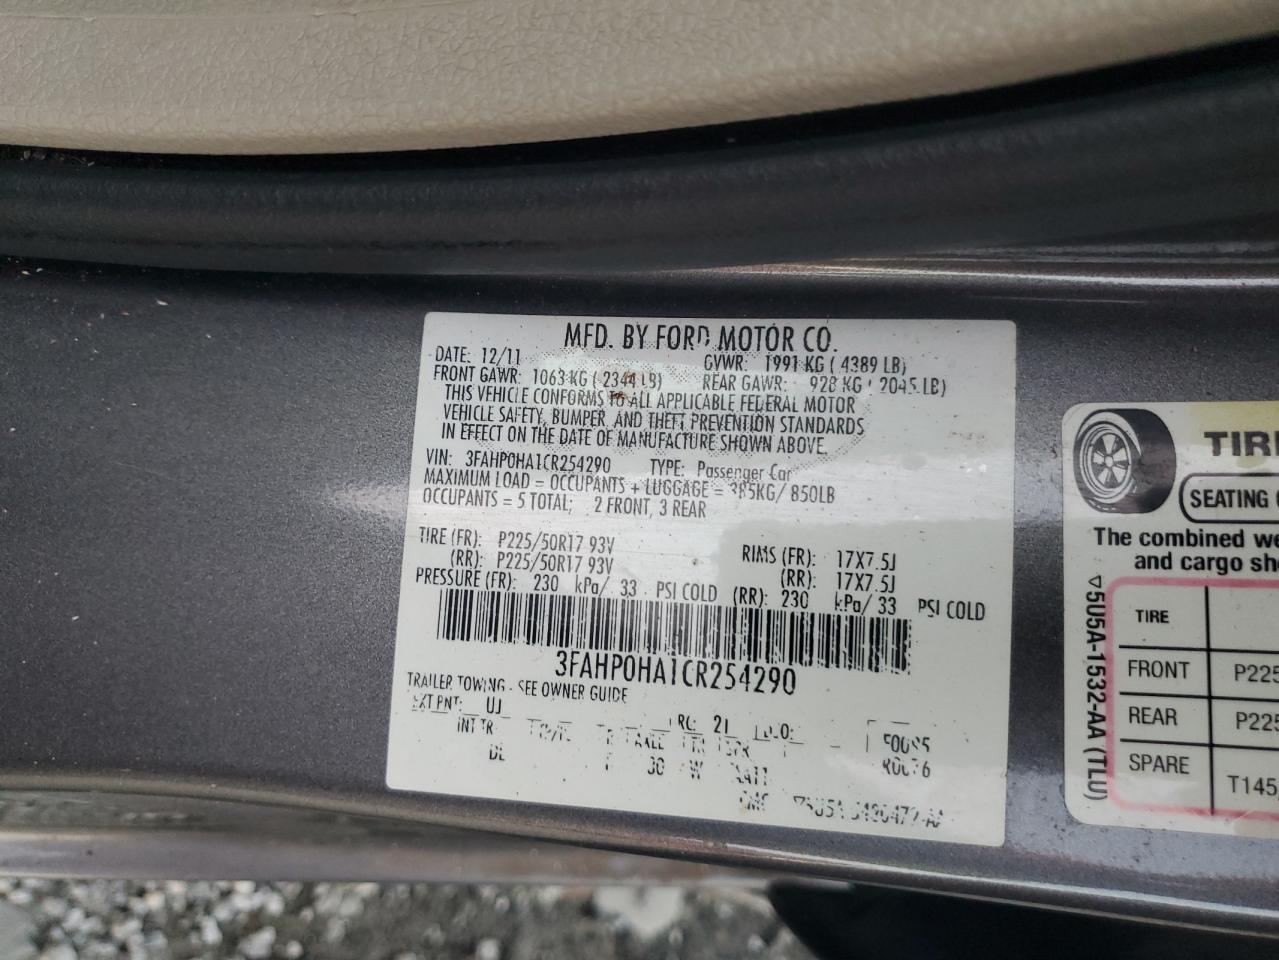 MFD. BY FORD MOTOR CO.
DATE: 12/11 GVWR: 1991 KG ( 4389 LB)
FRONT GAWR: 1063 KG ( 2344 LB) REAR GAWR: 928 KG ( 2045 LB)
THIS VEHICLE CONFORMS TO ALL APPLICABLE FEDERAL MOTOR
VEHICLE SAFETY, BUMPER, AND THEFT PREVENTION STANDARDS
IN EFFECT ON THE DATE OF MANUFACTURE SHOWN ABOVE.
VIN: 3FAHP0HA1CR254290 TYPE: Passenger Car
MAXIMUM LOAD = OCCUPANTS + LUGGAGE = 385KG/ 850LB
OCCUPANTS = 5 TOTAL; 2 FRONT, 3 REAR
TIRE (FR): P225/50R17 93V RIMS (FR): 17X7.5J
(RR): P225/50R17 93V (RR): 17X7.5J
PRESSURE (FR): 230 kPa/ 33 PSI COLD (RR): 230 kPa/ 33 PSI COLD
3FAHP0HA1CR254290
TRAILER TOWING - SEE OWNER GUIDE
EXT PNT: UJ RC: 21
INT TR
DE
TIRE
SEATING
The combined we
and cargo sh
TIRE
FRONT P225
REAR P225
SPARE T145
▽5U5A-1532-AA (TLU)